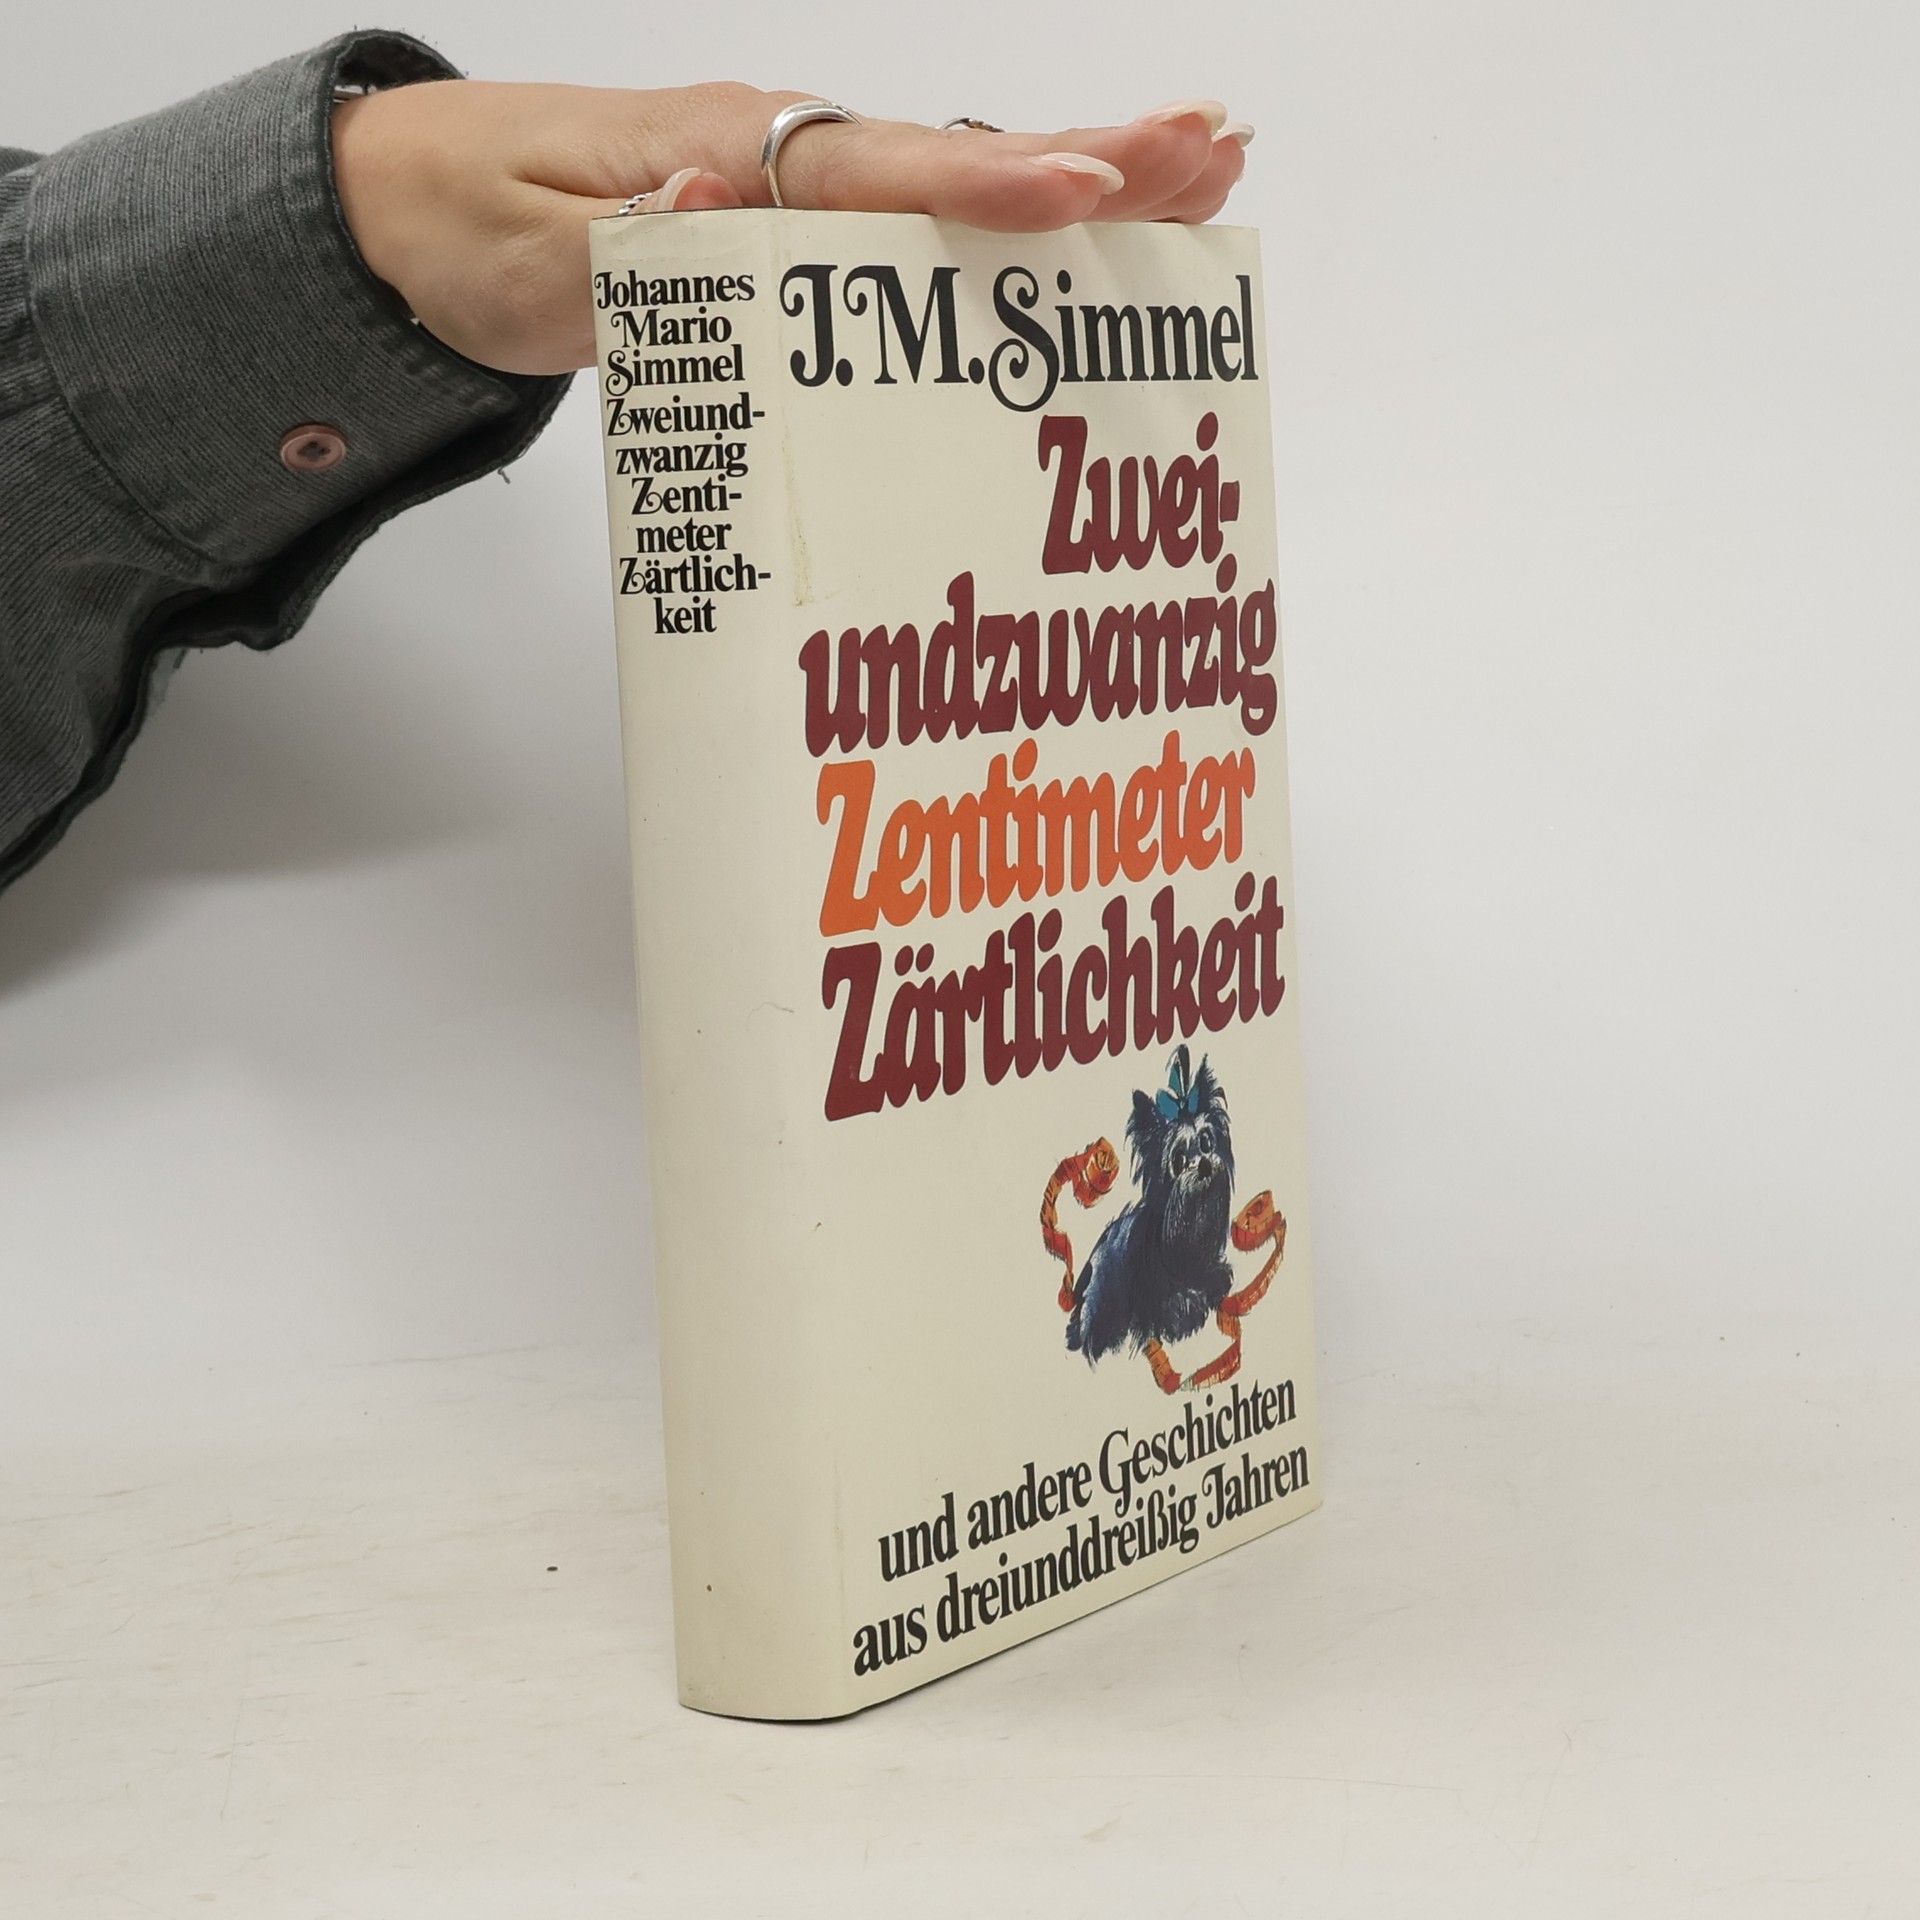 Johannes
Mario
Simmel
Zweiund-
zwanzig
Zenti-
meter
Zärtlich-
keit
J. M. Simmel
Zwei-
undzwanzig
Zentimeter
Zärtlichkeit
und andere Geschichten
aus dreiunddreißig Jahren